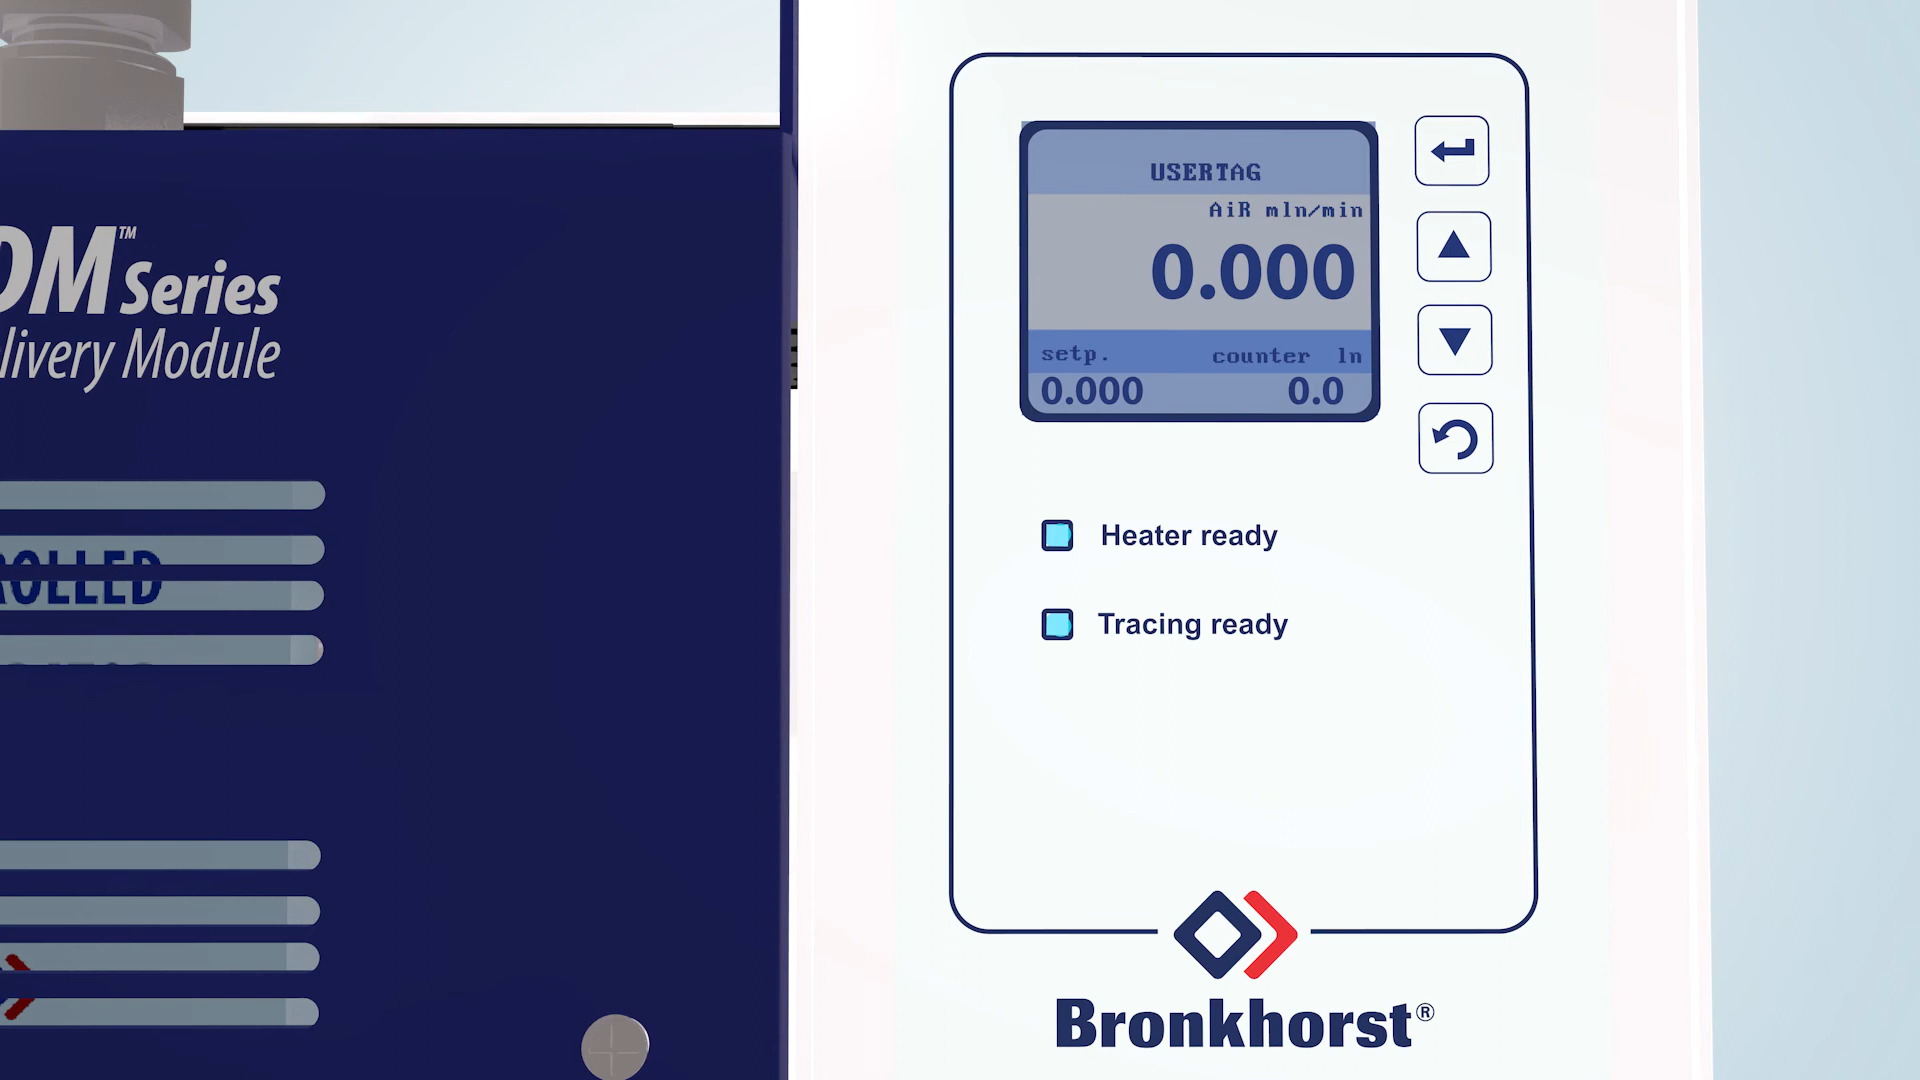 DM™ Series
livery Module
ROLLED
USERTAG
AiR mln/min
0.000
setp. counter ln
0.000 0.0
Heater ready
Tracing ready
Bronkhorst®